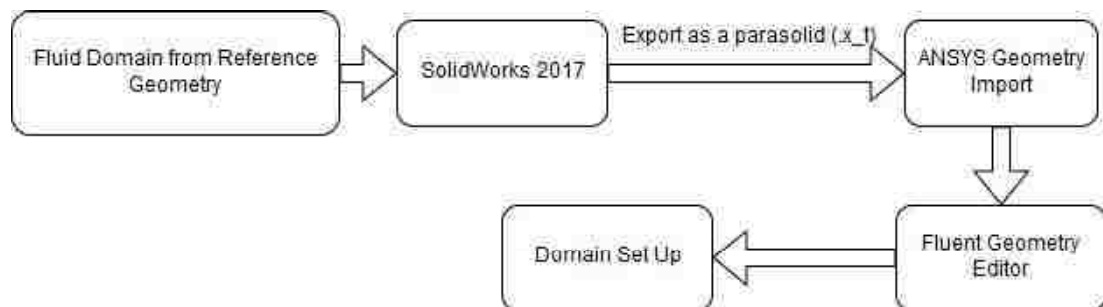 Fluid Domain from Reference
Geometry
SolidWorks 2017
Export as a parasolid (.x_t)
ANSYS Geometry
Import
Fluent Geometry
Editor
Domain Set Up